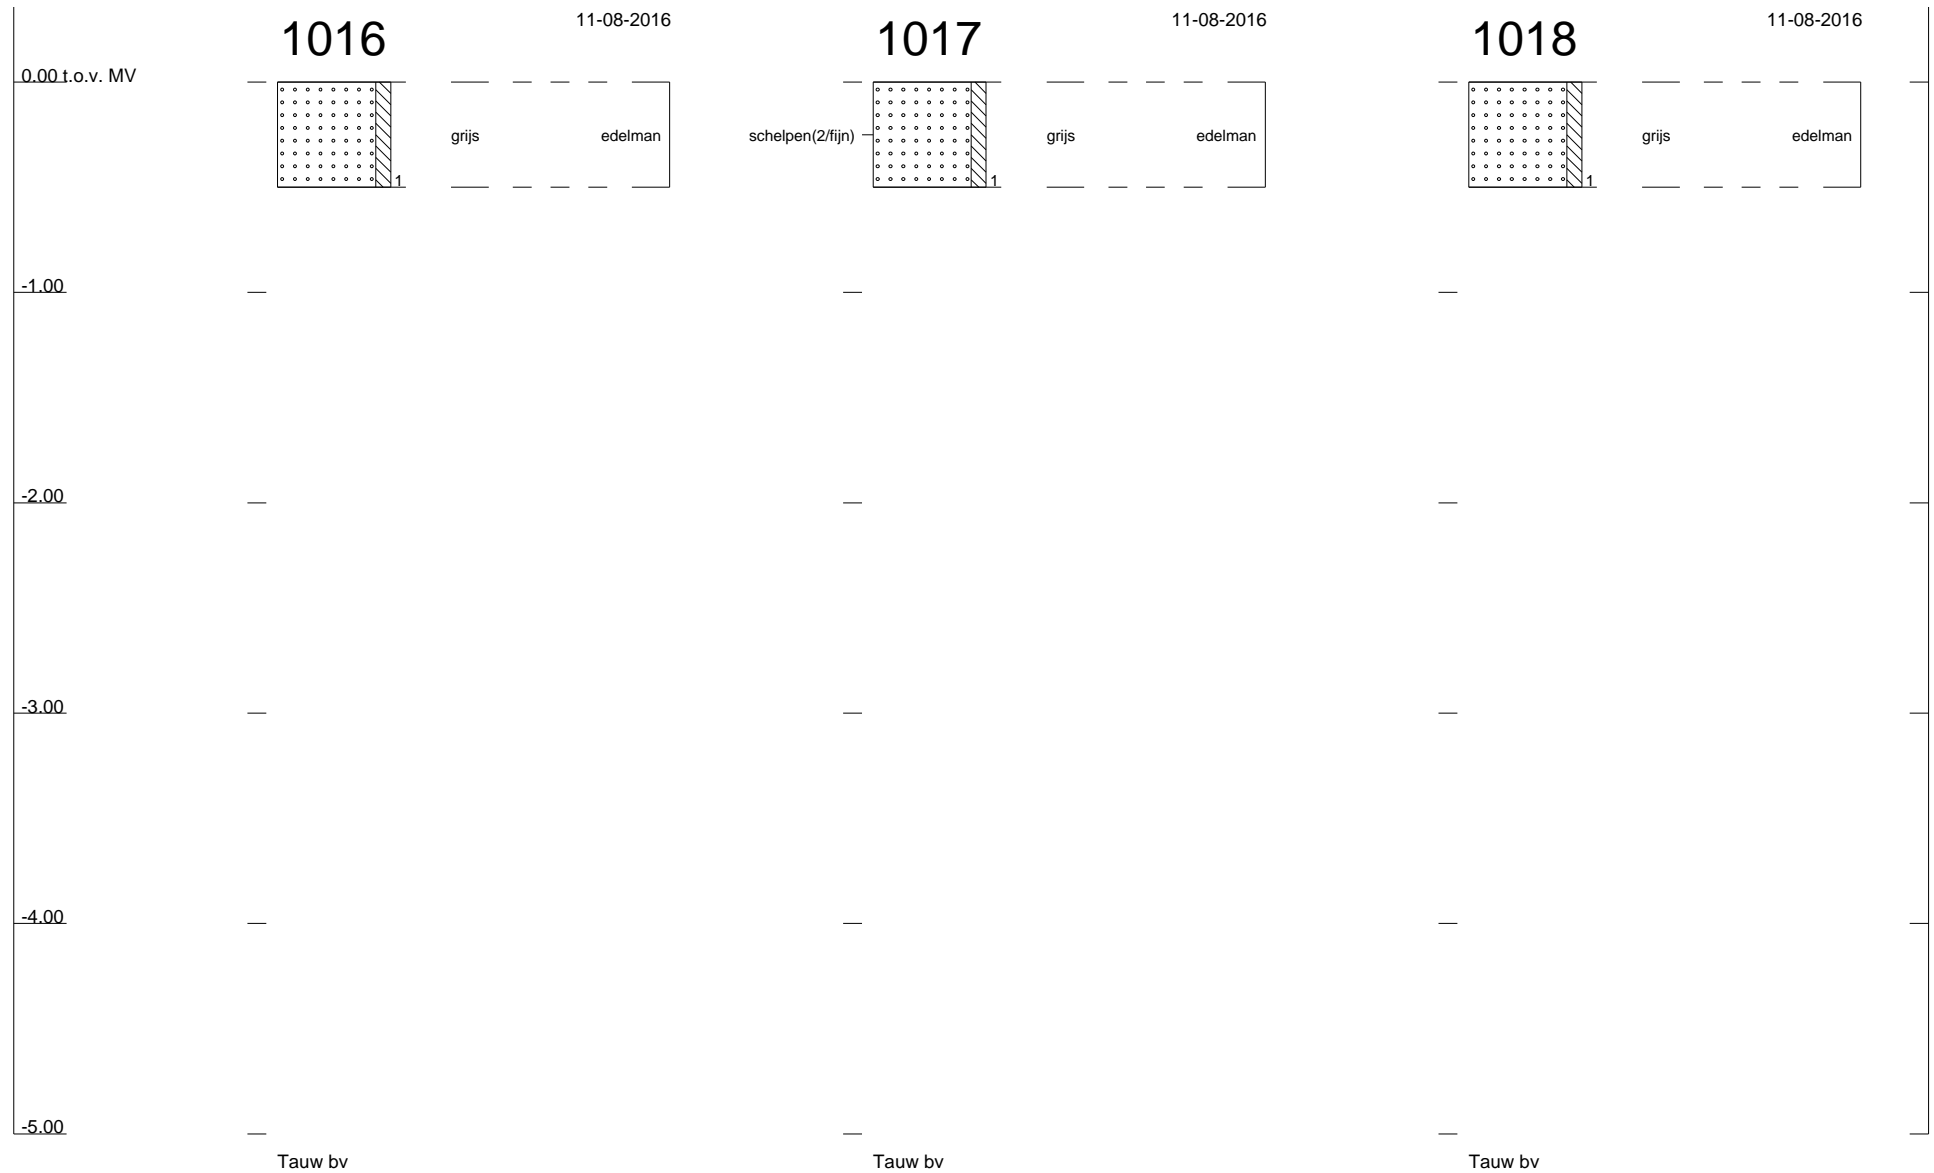 11-08-2016 11-08-2016 11-08-2016
1016 1017 1018
0.00 t.o.v. MV
grijs edelman schelpen(2/fijn) grijs edelman grijs edelman
1 1 1
-1.00
-2.00
-3.00
-4.00
-5.00
Tauw bv Tauw bv Tauw bv